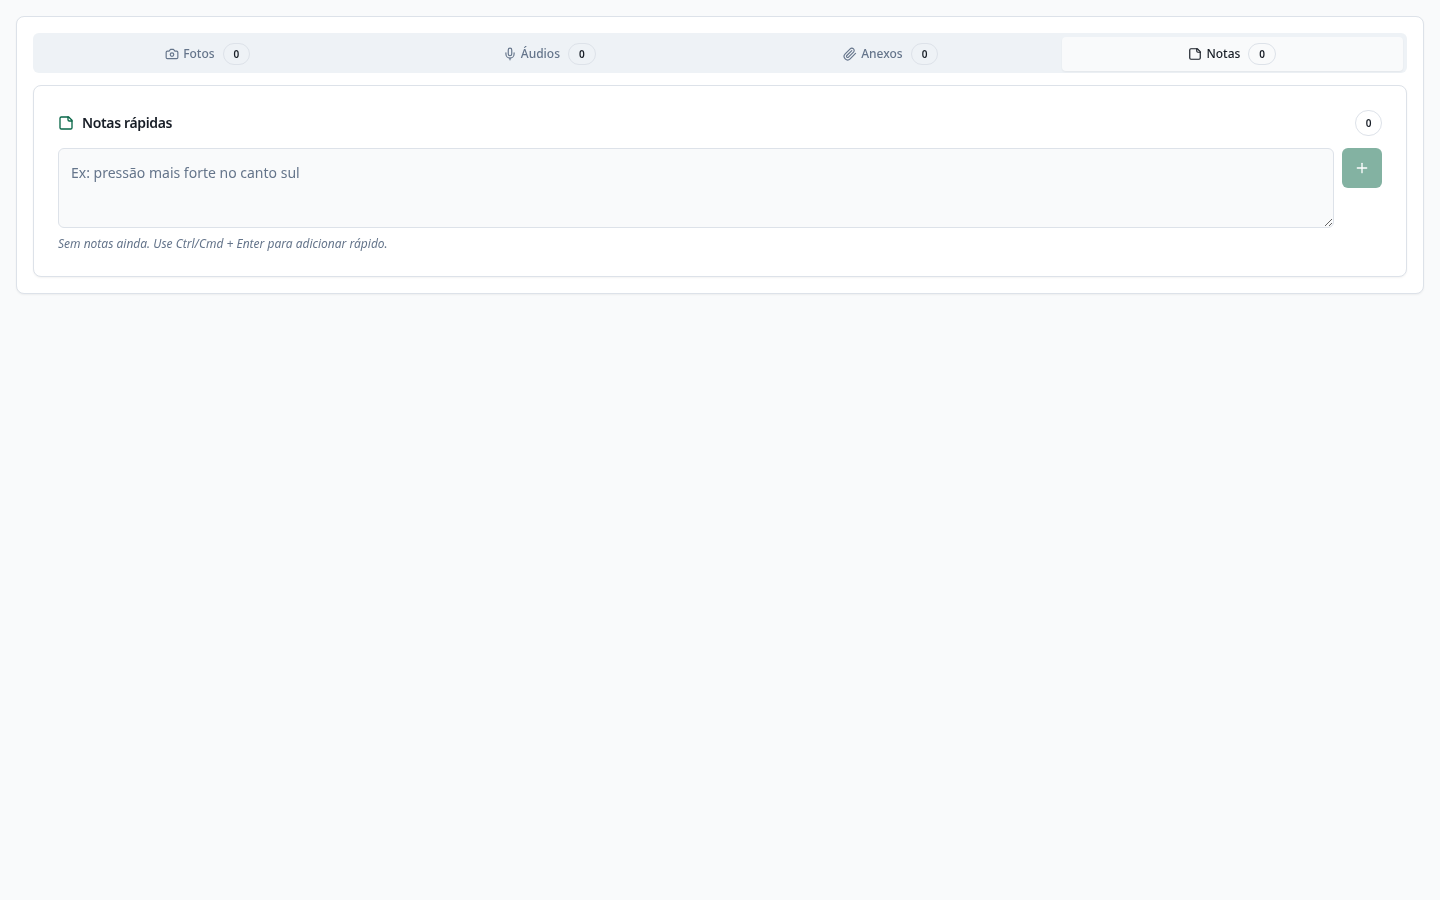 Fotos 0 Áudios 0 Anexos 0 Notas 0
Notas rápidas 0
Ex: pressão mais forte no canto sul
Sem notas ainda. Use Ctrl/Cmd + Enter para adicionar rápido.